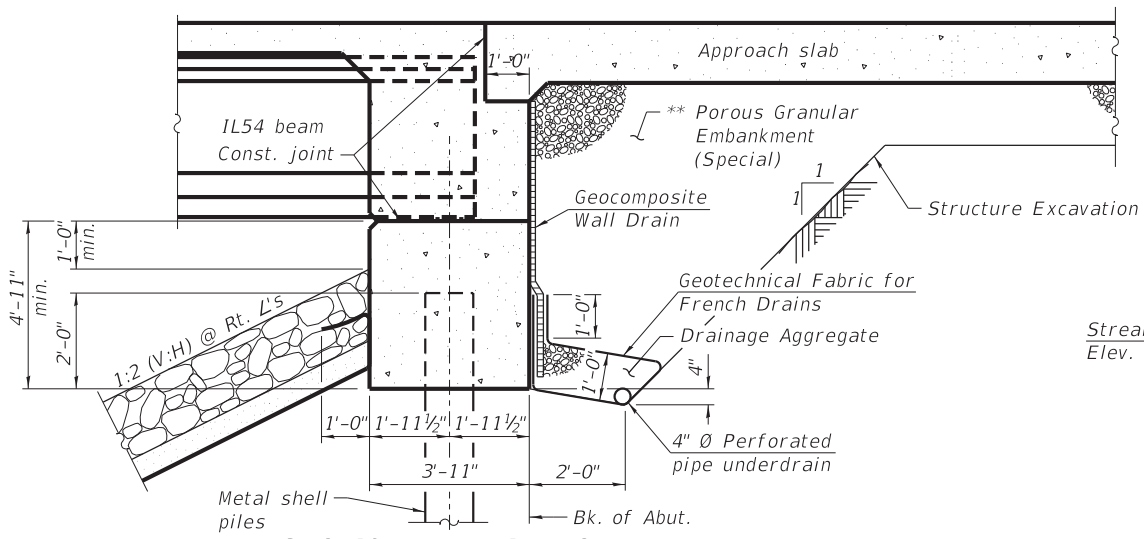 Approach slab
1'-0"
** Porous Granular
Embankment
(Special)
IL54 beam
Const. joint
1
1
Geocomposite
Wall Drain
Structure Excavation
1'-0"
min.
4'-11"
min.
2'-0"
1:2 (V:H) @ Rt. ∠'s
Geotechnical Fabric for
French Drains
1'-0"
Drainage Aggregate
1'-0"
4"
Elev.
1'-0"
1'-11½"
1'-11½"
3'-11"
2'-0"
4" Ø Perforated
pipe underdrain
Metal shell
piles
Bk. of Abut.